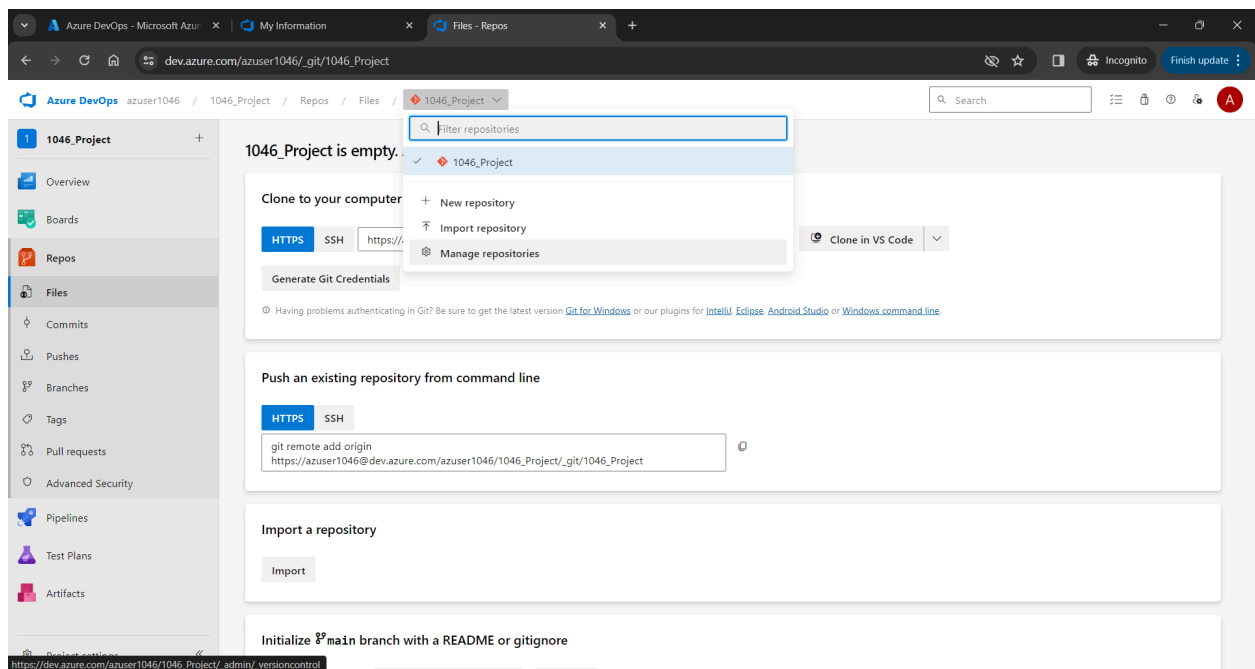 Azure DevOps - Microsoft Azur
My Information
Files - Repos
dev.azure.com/azuser1046/_git/1046_Project
Incognito
Finish update
Azure DevOps azuser1046 / 1046_Project / Repos / Files / 1046_Project
Search
A
1 1046_Project
Overview
Boards
Repos
Files
Commits
Pushes
Branches
Tags
Pull requests
Advanced Security
Pipelines
Test Plans
Artifacts
https://dev.azure.com/azuser1046/1046_Project/_admin/_versioncontrol
Filter repositories
1046_Project
New repository
Import repository
Manage repositories
1046_Project is empty.
Clone to your computer
HTTPS SSH https://
Clone in VS Code
Generate Git Credentials
Having problems authenticating in Git? Be sure to get the latest version Git for Windows or our plugins for IntelliJ, Eclipse, Android Studio or Windows command line.
Push an existing repository from command line
HTTPS SSH
git remote add origin
https://azuser1046@dev.azure.com/azuser1046/1046_Project/_git/1046_Project
Import a repository
Import
Initialize main branch with a README or gitignore